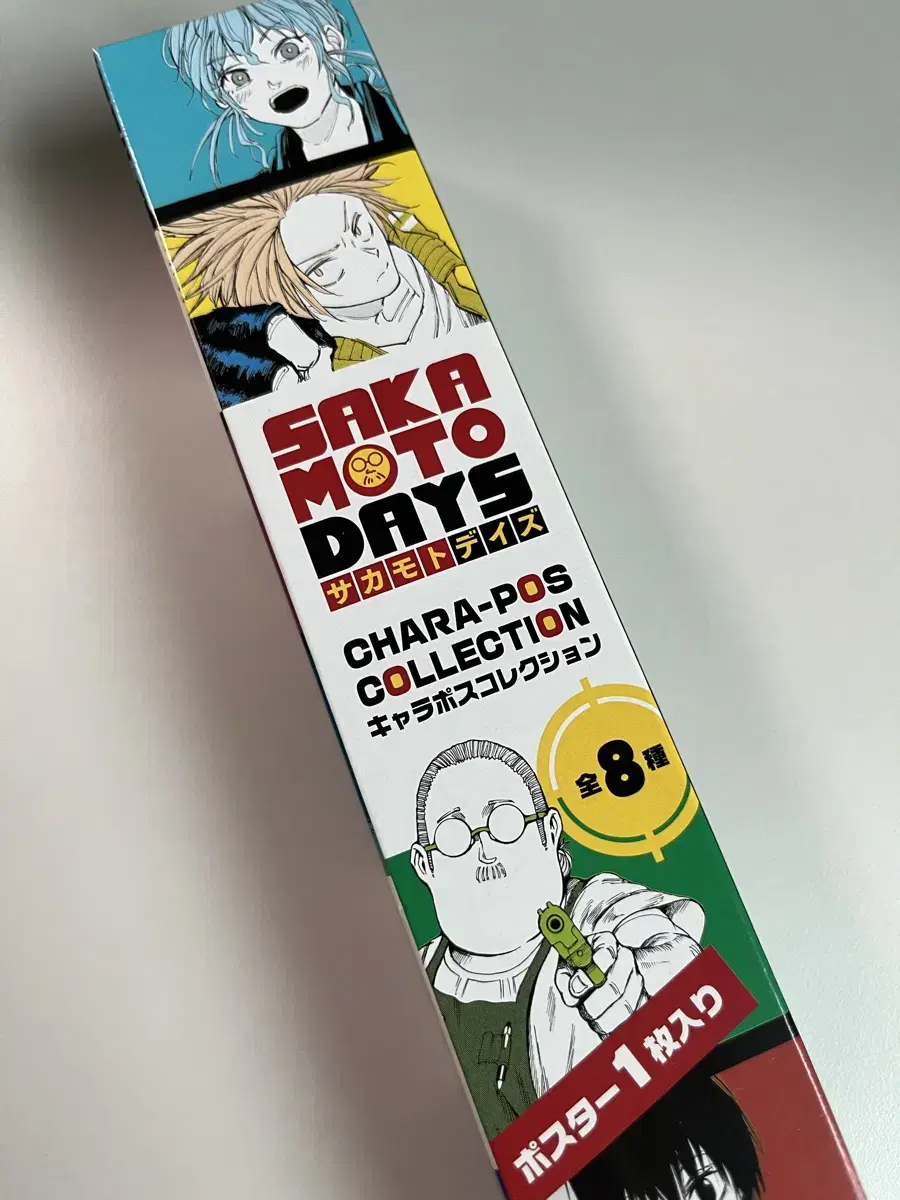 SAKA
MOTO
DAYS
サカモトデイズ
CHARA-POS
COLLECTION
キャラポスコレクション
全8種
ポスター1枚入り